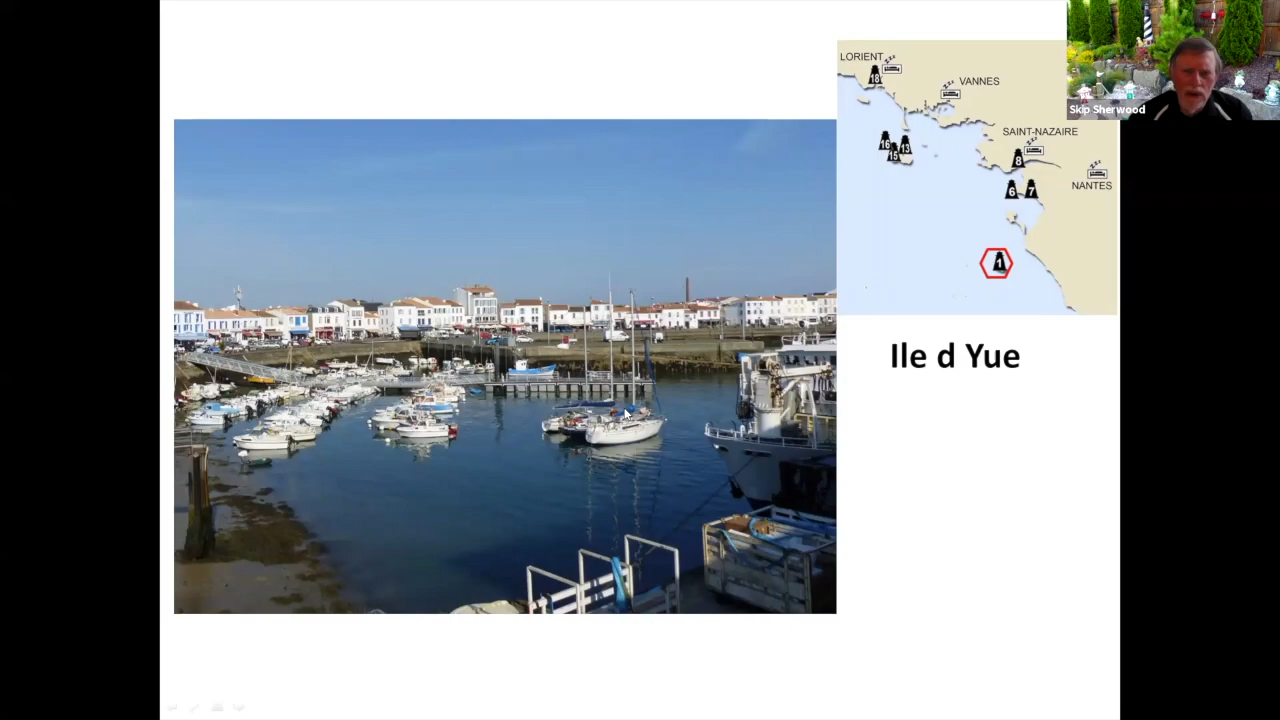 LORIENT
18
VANNES
SAINT-NAZAIRE
16
13
15
8
NANTES
6
7
1
Skip Sherwood
Ile d Yue